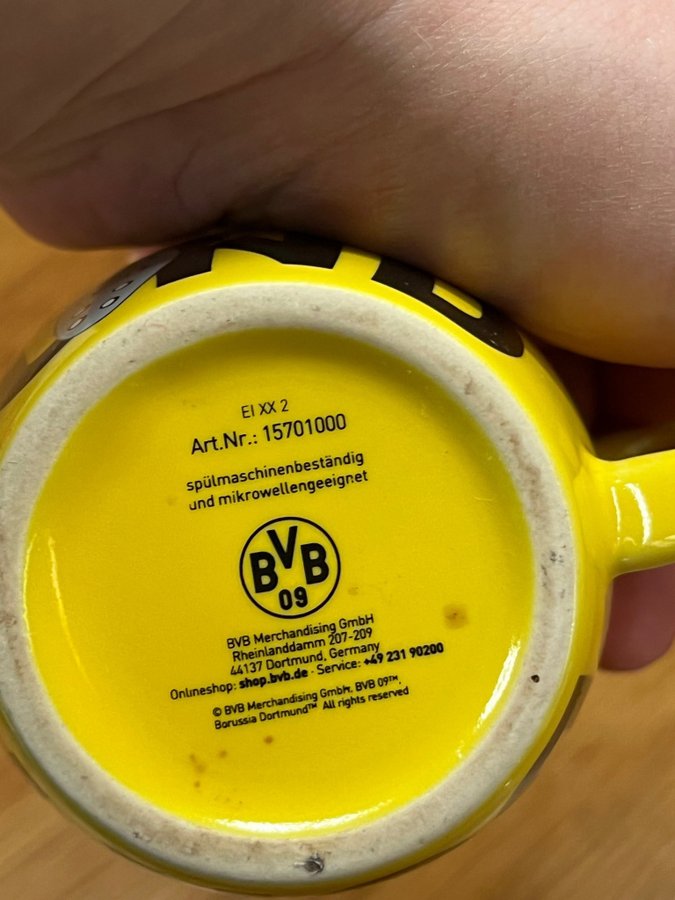 EI XX 2
Art.Nr.: 15701000
spülmaschinenbeständig
und mikrowellengeeignet
BVB
09
BVB Merchandising GmbH
Rheinlanddamm 207-209
44137 Dortmund, Germany
Onlineshop: shop.bvb.de · Service: +49 231 90200
© BVB Merchandising GmbH. BVB 09™,
Borussia Dortmund™ All rights reserved